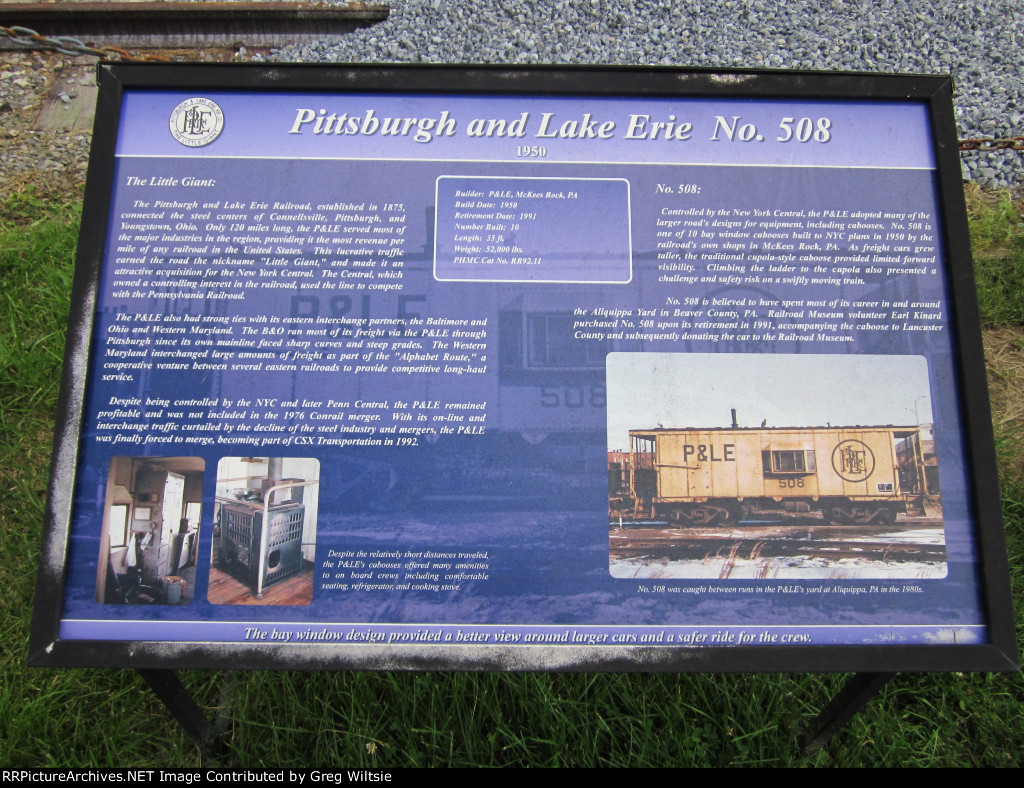 Pittsburgh and Lake Erie No. 508
1950
The Little Giant:
The Pittsburgh and Lake Erie Railroad, established in 1875,
connected the steel centers of Connellsville, Pittsburgh, and
Youngstown, Ohio. Only 120 miles long, the P&LE served most of
the major industries in the region, providing it the most revenue per
mile of any railroad in the United States. This lucrative traffic
earned the road the nickname "Little Giant," and made it an
attractive acquisition for the New York Central. The Central, which
owned a controlling interest in the railroad, used the line to compete
with the Pennsylvania Railroad.
The P&LE also had strong ties with its eastern interchange partners, the Baltimore and
Ohio and Western Maryland. The B&O ran most of its freight via the P&LE through
Pittsburgh since its own mainline faced sharp curves and steep grades. The Western
Maryland interchanged large amounts of freight as part of the "Alphabet Route," a
cooperative venture between several eastern railroads to provide competitive long-haul
service.
Despite being controlled by the NYC and later Penn Central, the P&LE remained
profitable and was not included in the 1976 Conrail merger. With its on-line and
interchange traffic curtailed by the decline of the steel industry and mergers, the P&LE
was finally forced to merge, becoming part of CSX Transportation in 1992.
Builder: P&LE, McKees Rock, PA
Build Date: 1950
Retirement Date: 1991
Number Built: 10
Length: 35 ft.
Weight: 52,000 lbs.
PHMC Cat No. RR92.11
No. 508:
Controlled by the New York Central, the P&LE adopted many of the
larger road's designs for equipment, including cabooses. No. 508 is
one of 10 bay window cabooses built to NYC plans in 1950 by the
railroad's own shops in McKees Rock, PA. As freight cars grew
taller, the traditional cupola-style caboose provided limited forward
visibility. Climbing the ladder to the cupola also presented a
challenge and safety risk on a swiftly moving train.
No. 508 is believed to have spent most of its career in and around
the Aliquippa Yard in Beaver County, PA. Railroad Museum volunteer Earl Kinard
purchased No. 508 upon its retirement in 1991, accompanying the caboose to Lancaster
County and subsequently donating the car to the Railroad Museum.
P&LE
508
P&LE
508
Despite the relatively short distances traveled,
the P&LE's cabooses offered many amenities
to on board crews including comfortable
seating, refrigerator, and cooking stove.
No. 508 was caught between runs in the P&LE's yard at Aliquippa, PA in the 1980s.
The bay window design provided a better view around larger cars and a safer ride for the crew.
RRPictureArchives.NET Image Contributed by Greg Wiltsie